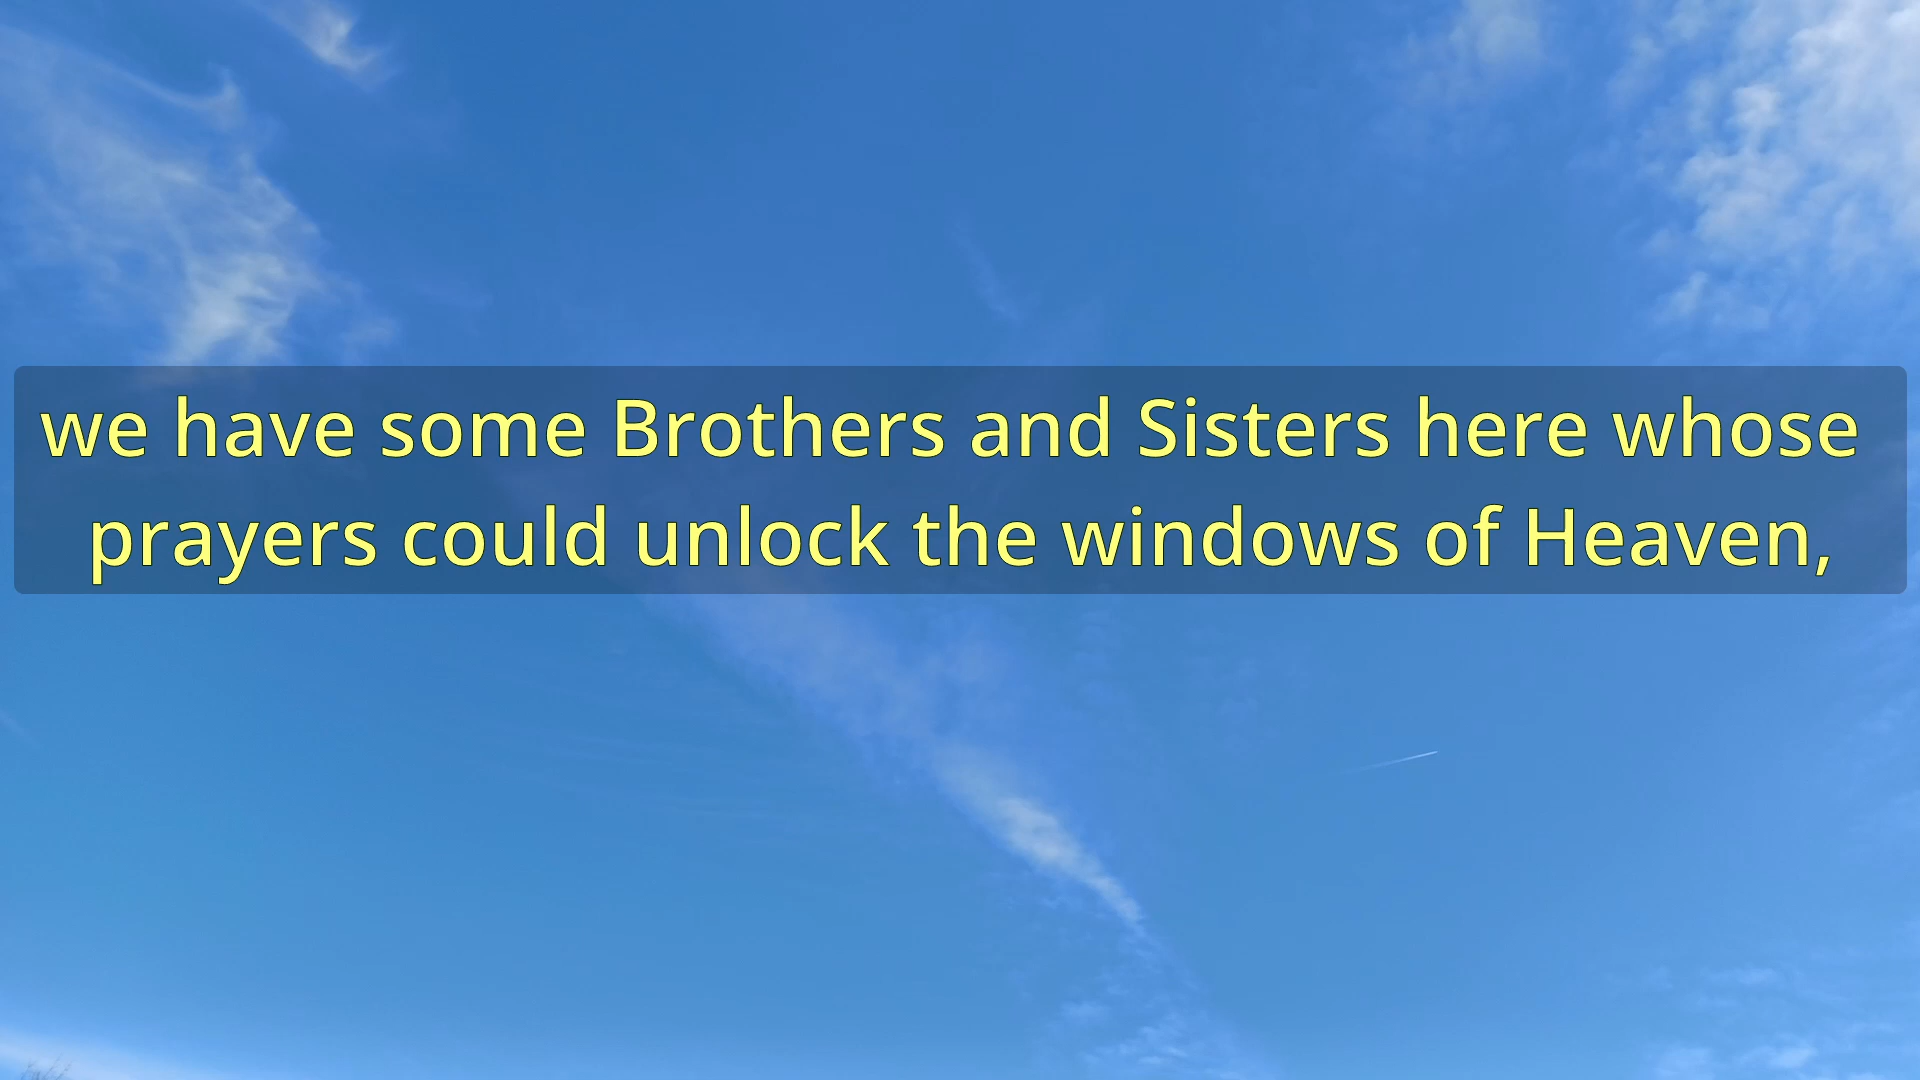 we have some Brothers and Sisters here whose
prayers could unlock the windows of Heaven,